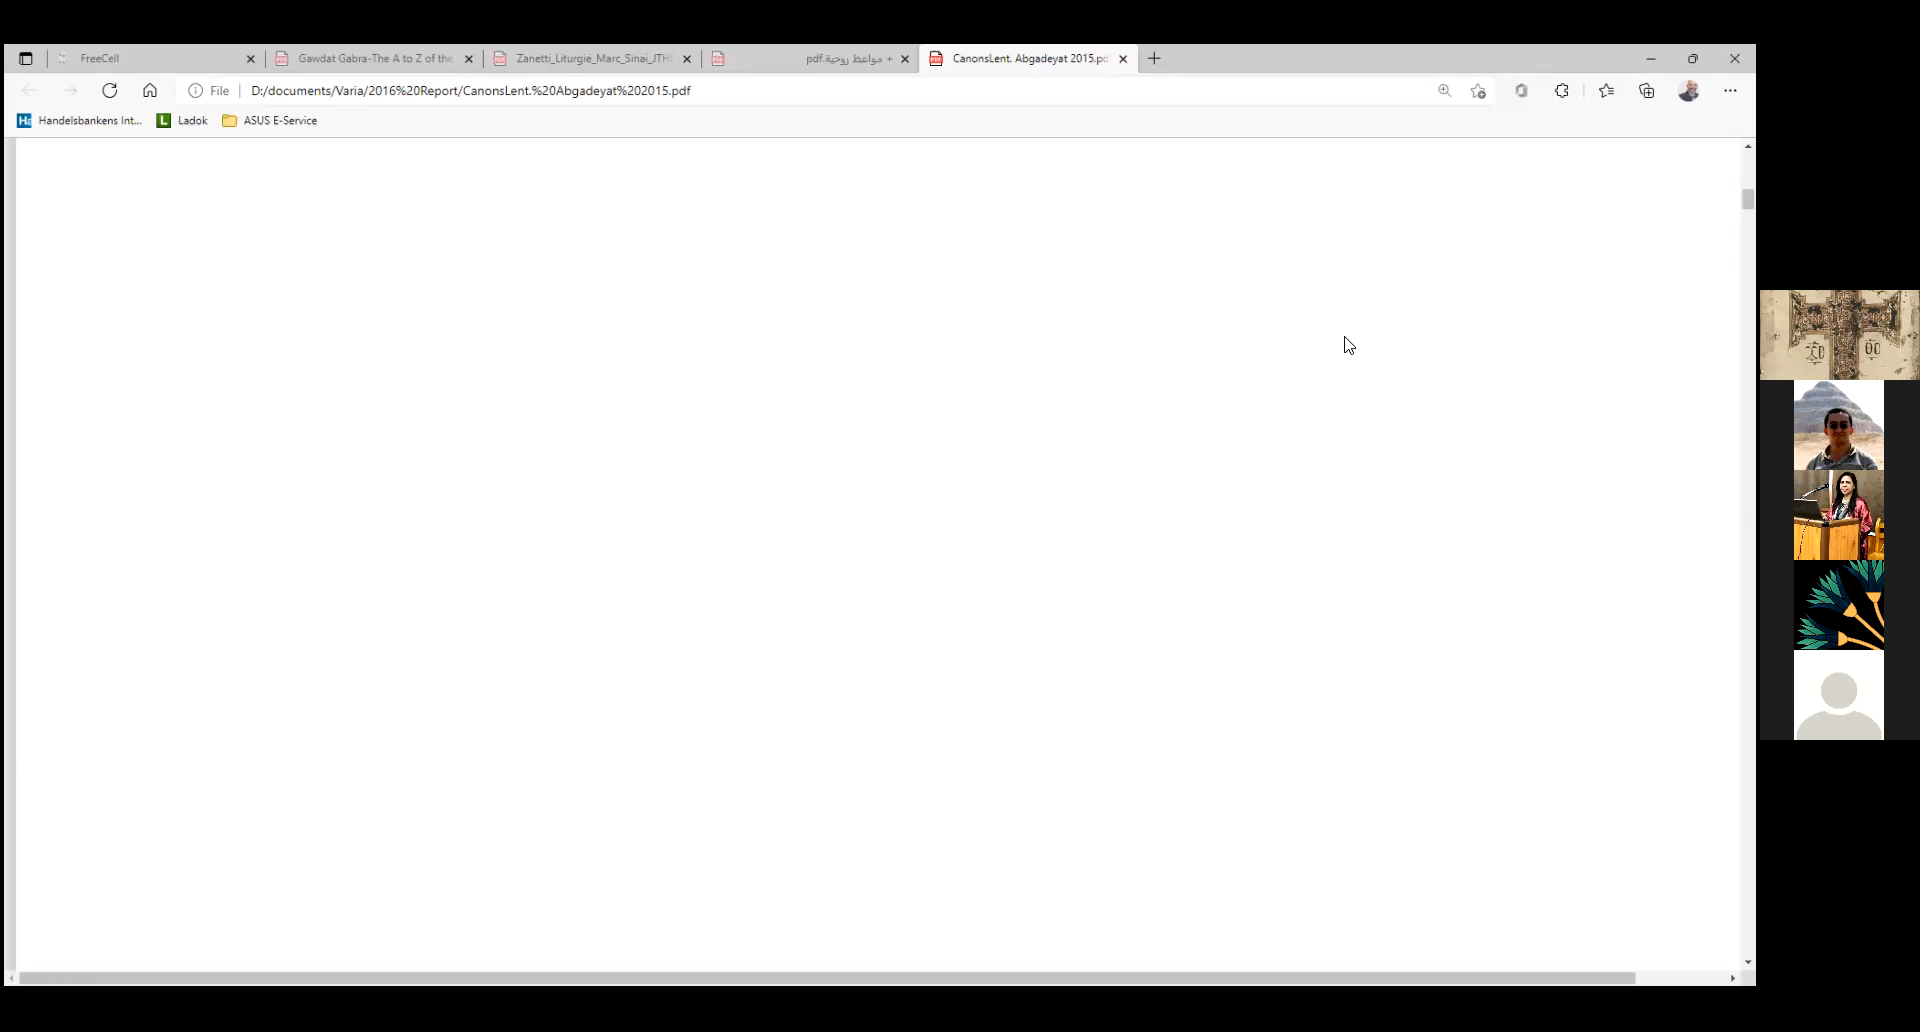 FreeCell
Gawdat Gabra-The A to Z of the
Zanetti_Liturgie_Marc_Sinai_JTH
+ مواعظ روحية.pdf
CanonsLent. Abgadeyat 2015.pd
File
D:/documents/Varia/2016%20Report/CanonsLent.%20Abgadeyat%202015.pdf
Handelsbankens Int...
Ladok
ASUS E-Service